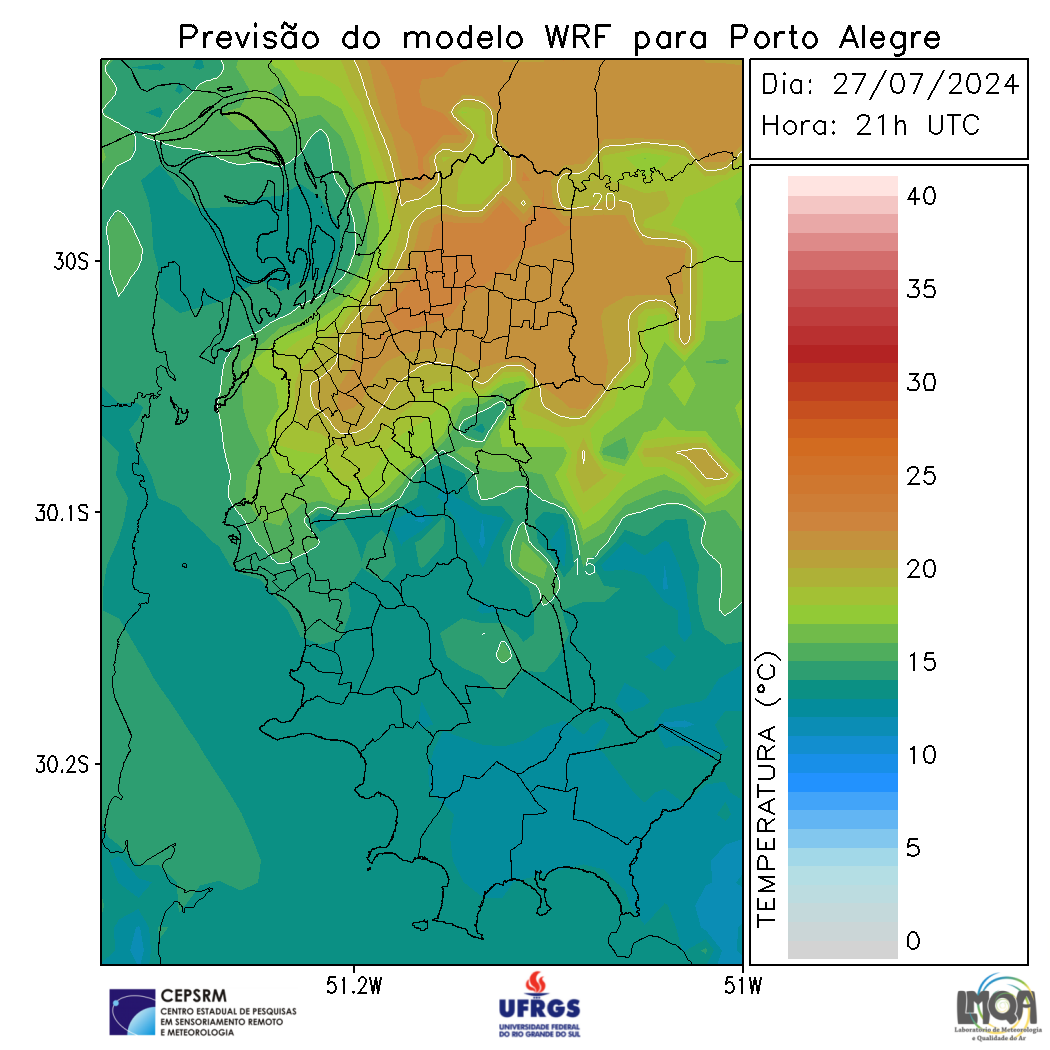 Previsão do modelo WRF para Porto Alegre
Dia: 27/07/2024
Hora: 21h UTC
40
35
30
25
20
15
10
5
0
TEMPERATURA (°C)
20
15
30S
30.1S
30.2S
51.2W
51W
CEPSRM
CENTRO ESTADUAL DE PESQUISAS
EM SENSORIAMENTO REMOTO
E METEOROLOGIA
UFRGS
UNIVERSIDADE FEDERAL
DO RIO GRANDE DO SUL
LMQA
Laboratório de Meteorologia
e Qualidade do Ar